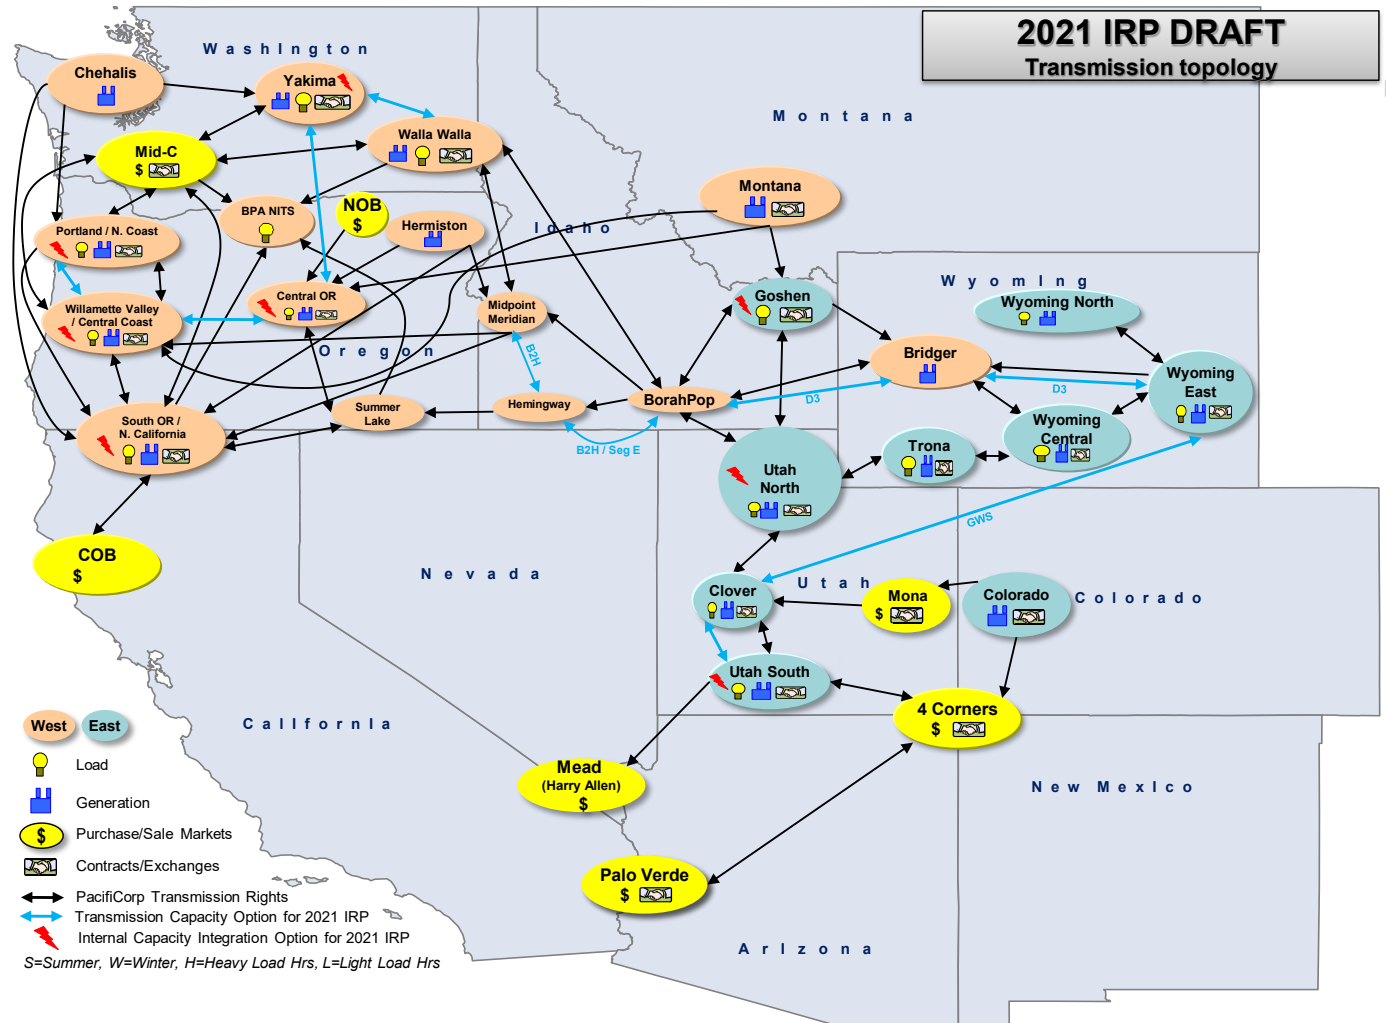 2021 IRP DRAFT
Transmission topology
WashIngton
Montana
Idaho
WyomIng
Oregon
Nevada
Utah
Colorado
CalIfornIa
New MexIco
ArIzona
Chehalis
Yakima
Walla Walla
Mid-C
$
BPA NITS
NOB
$
Hermiston
Portland / N. Coast
Willamette Valley
/ Central Coast
Central OR
Midpoint
Meridian
Montana
Goshen
Wyoming North
Bridger
Wyoming
East
Wyoming
Central
Trona
BorahPop
Hemingway
Summer
Lake
South OR /
N. California
Utah
North
COB
$
Clover
Mona
$
Colorado
Utah South
4 Corners
$
Mead
(Harry Allen)
$
Palo Verde
$
B2H
B2H / Seg E
D3
D3
GWS
West
East
Load
Generation
$
Purchase/Sale Markets
Contracts/Exchanges
PacifiCorp Transmission Rights
Transmission Capacity Option for 2021 IRP
Internal Capacity Integration Option for 2021 IRP
S=Summer, W=Winter, H=Heavy Load Hrs, L=Light Load Hrs